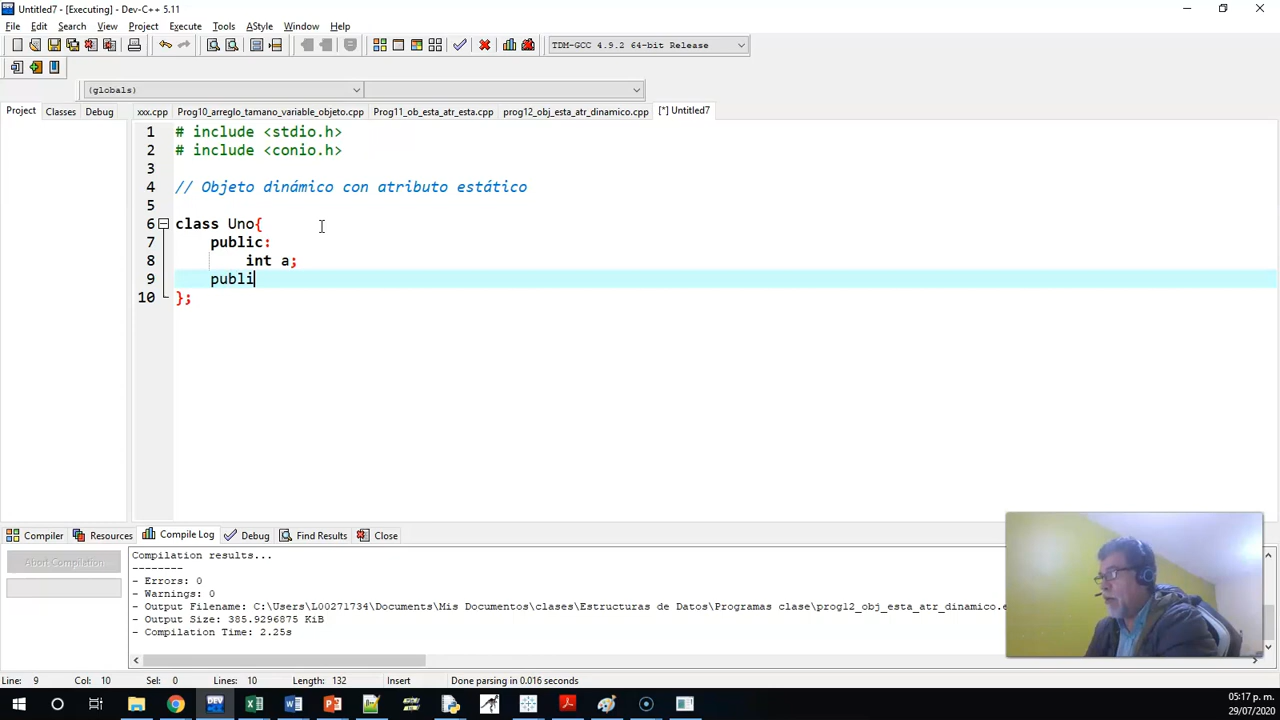 Untitled7 - [Executing] - Dev-C++ 5.11
File Edit Search View Project Execute Tools AStyle Window Help
TDM-GCC 4.9.2 64-bit Release
(globals)
Project Classes Debug xxx.cpp Prog10_arreglo_tamano_variable_objeto.cpp Prog11_ob_esta_atr_esta.cpp prog12_obj_esta_atr_dinamico.cpp [*] Untitled7
1 # include <stdio.h>
2 # include <conio.h>
3
4 // Objeto dinámico con atributo estático
5
6 class Uno{
7 public:
8 int a;
9 publi
10 };
Compiler Resources Compile Log Debug Find Results Close
Abort Compilation
Compilation results...
--------
- Errors: 0
- Warnings: 0
- Output Filename: C:\Users\L00271734\Documents\Mis Documentos\clases\Estructuras de Datos\Programas clase\prog12_obj_esta_atr_dinamico.e
- Output Size: 385.9296875 KiB
- Compilation Time: 2.25s
Line: 9 Col: 10 Sel: 0 Lines: 10 Length: 132 Insert Done parsing in 0.016 seconds
DEV
05:17 p. m.
29/07/2020